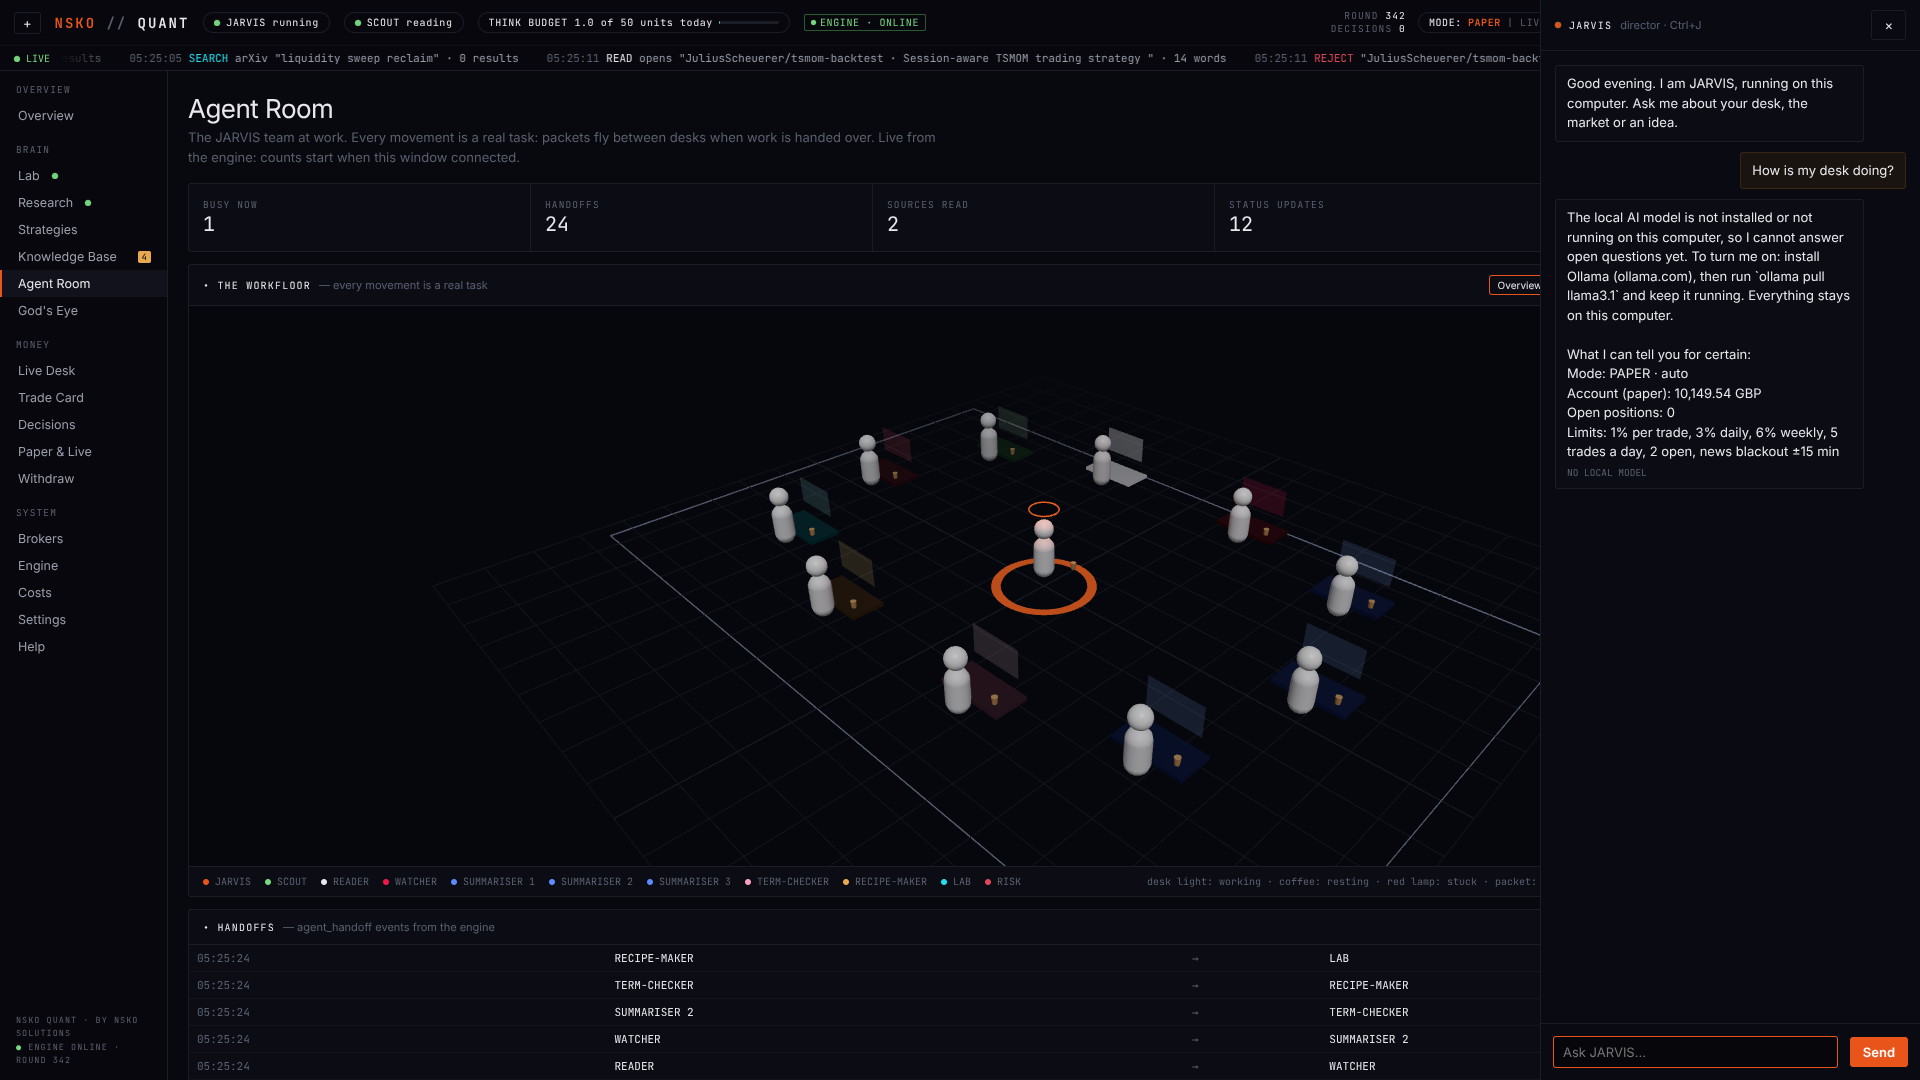 + NSKO // QUANT JARVIS running SCOUT reading THINK BUDGET 1.0 of 50 units today ENGINE · ONLINE ROUND 342 DECISIONS 0 MODE: PAPER | LIV
LIVE 05:25:05 SEARCH arXiv "liquidity sweep reclaim" · 0 results 05:25:11 READ opens "JuliusScheuerer/tsmom-backtest · Session-aware TSMOM trading strategy " · 14 words 05:25:11 REJECT "JuliusScheuerer/tsmom-backt
OVERVIEW
Overview
BRAIN
Lab
Research
Strategies
Knowledge Base 4
Agent Room
God's Eye
MONEY
Live Desk
Trade Card
Decisions
Paper & Live
Withdraw
SYSTEM
Brokers
Engine
Costs
Settings
Help
NSKO QUANT · BY NSKO
SOLUTIONS
ENGINE ONLINE ·
ROUND 342
Agent Room
The JARVIS team at work. Every movement is a real task: packets fly between desks when work is handed over. Live from
the engine: counts start when this window connected.
BUSY NOW
1
HANDOFFS
24
SOURCES READ
2
STATUS UPDATES
12
THE WORKFLOOR — every movement is a real task
Overview
JARVIS SCOUT READER WATCHER SUMMARISER 1 SUMMARISER 2 SUMMARISER 3 TERM-CHECKER RECIPE-MAKER LAB RISK
desk light: working · coffee: resting · red lamp: stuck · packet:
HANDOFFS — agent_handoff events from the engine
05:25:24 RECIPE-MAKER → LAB
05:25:24 TERM-CHECKER → RECIPE-MAKER
05:25:24 SUMMARISER 2 → TERM-CHECKER
05:25:24 WATCHER → SUMMARISER 2
05:25:24 READER → WATCHER
JARVIS director · Ctrl+J ×
Good evening. I am JARVIS, running on this
computer. Ask me about your desk, the
market or an idea.
How is my desk doing?
The local AI model is not installed or not
running on this computer, so I cannot answer
open questions yet. To turn me on: install
Ollama (ollama.com), then run `ollama pull
llama3.1` and keep it running. Everything stays
on this computer.
What I can tell you for certain:
Mode: PAPER · auto
Account (paper): 10,149.54 GBP
Open positions: 0
Limits: 1% per trade, 3% daily, 6% weekly, 5
trades a day, 2 open, news blackout ±15 min
NO LOCAL MODEL
Ask JARVIS...
Send